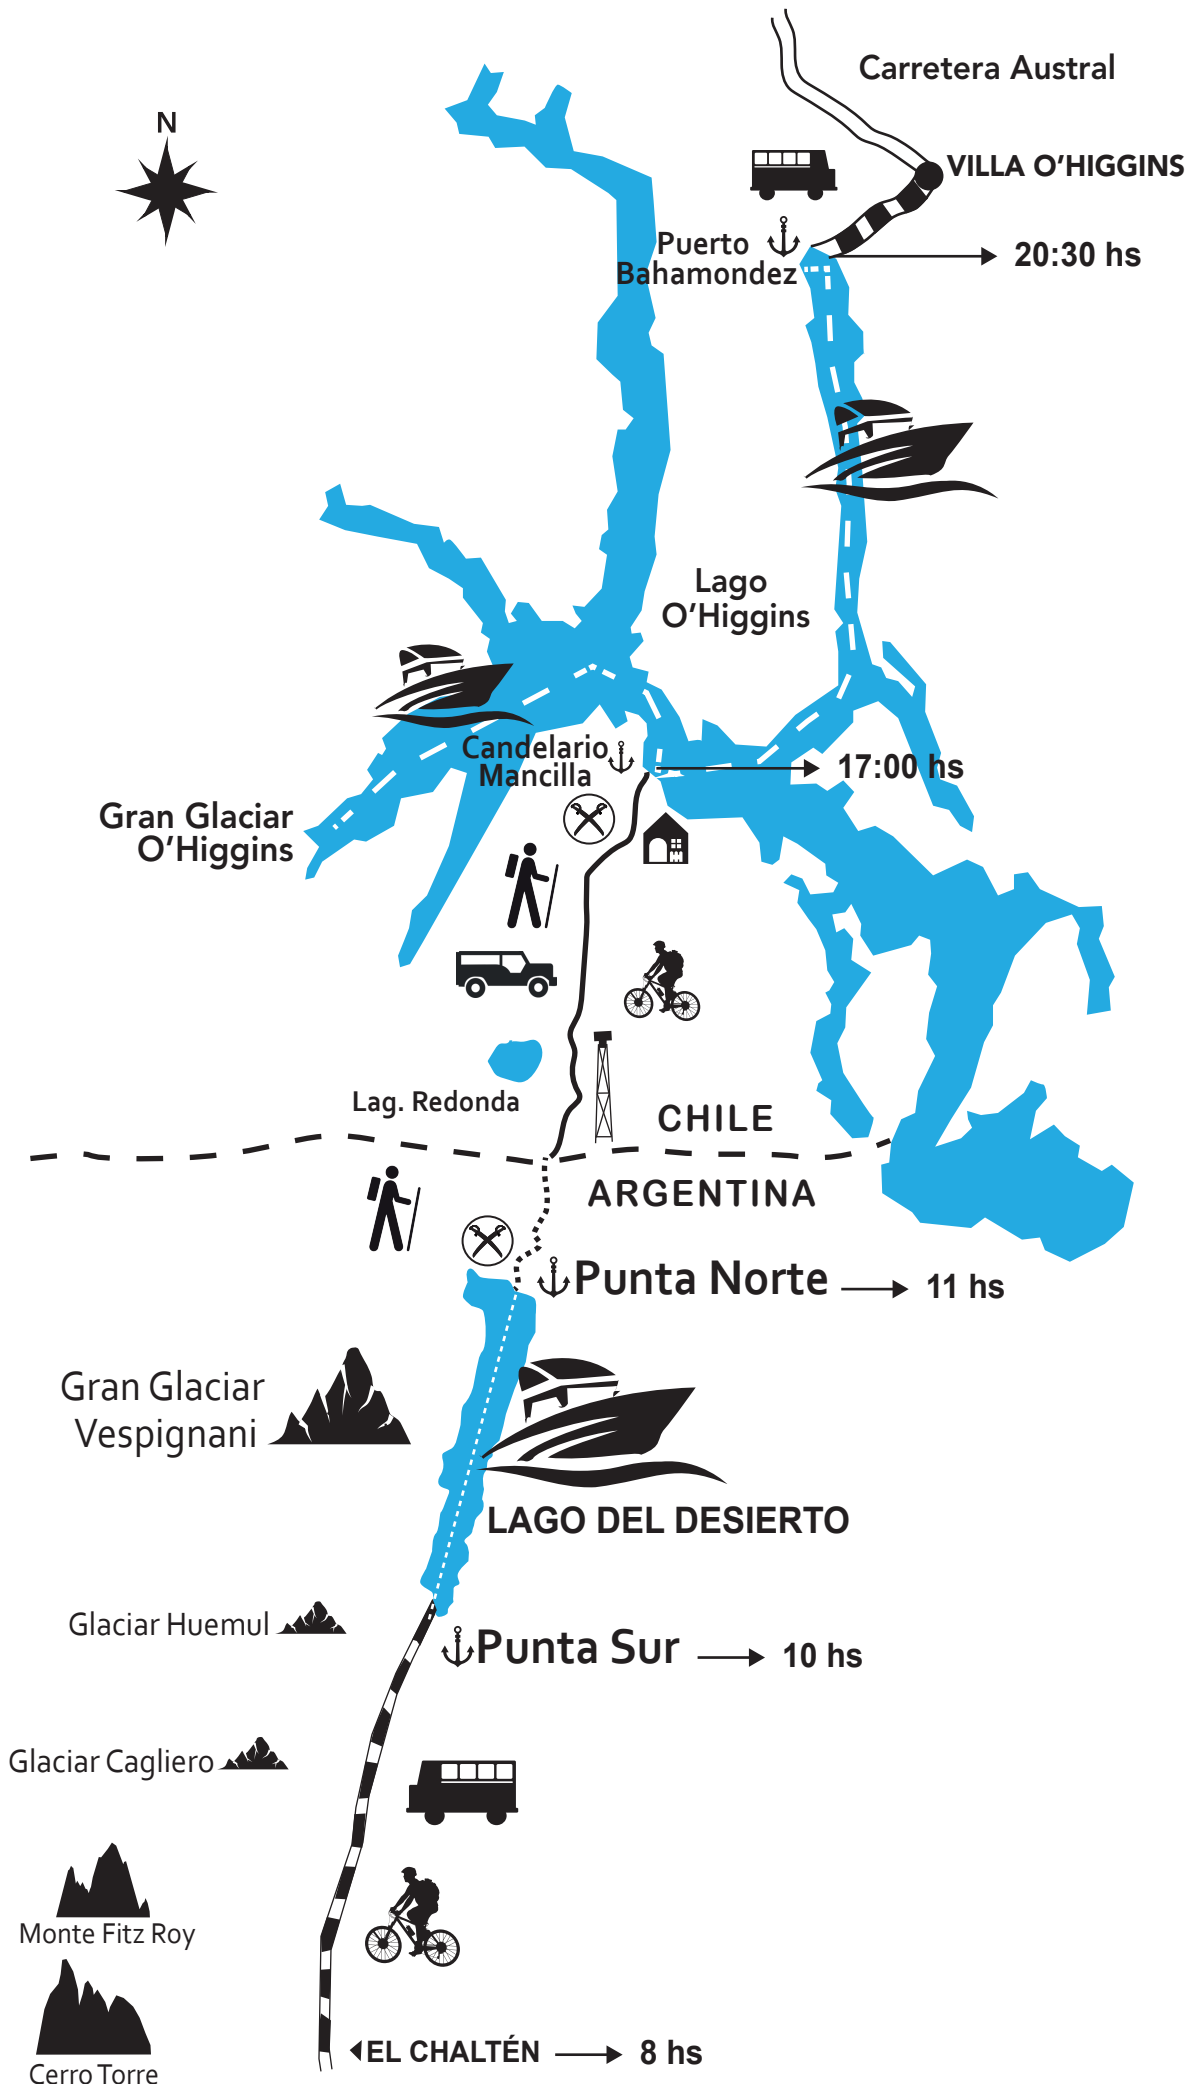 Carretera Austral
N
VILLA O'HIGGINS
Puerto
Bahamondez
20:30 hs
Lago
O'Higgins
Candelario
Mancilla
17:00 hs
Gran Glaciar
O'Higgins
Lag. Redonda
CHILE
ARGENTINA
Punta Norte
11 hs
Gran Glaciar
Vespignani
LAGO DEL DESIERTO
Glaciar Huemul
Punta Sur
10 hs
Glaciar Cagliero
Monte Fitz Roy
EL CHALTÉN
8 hs
Cerro Torre